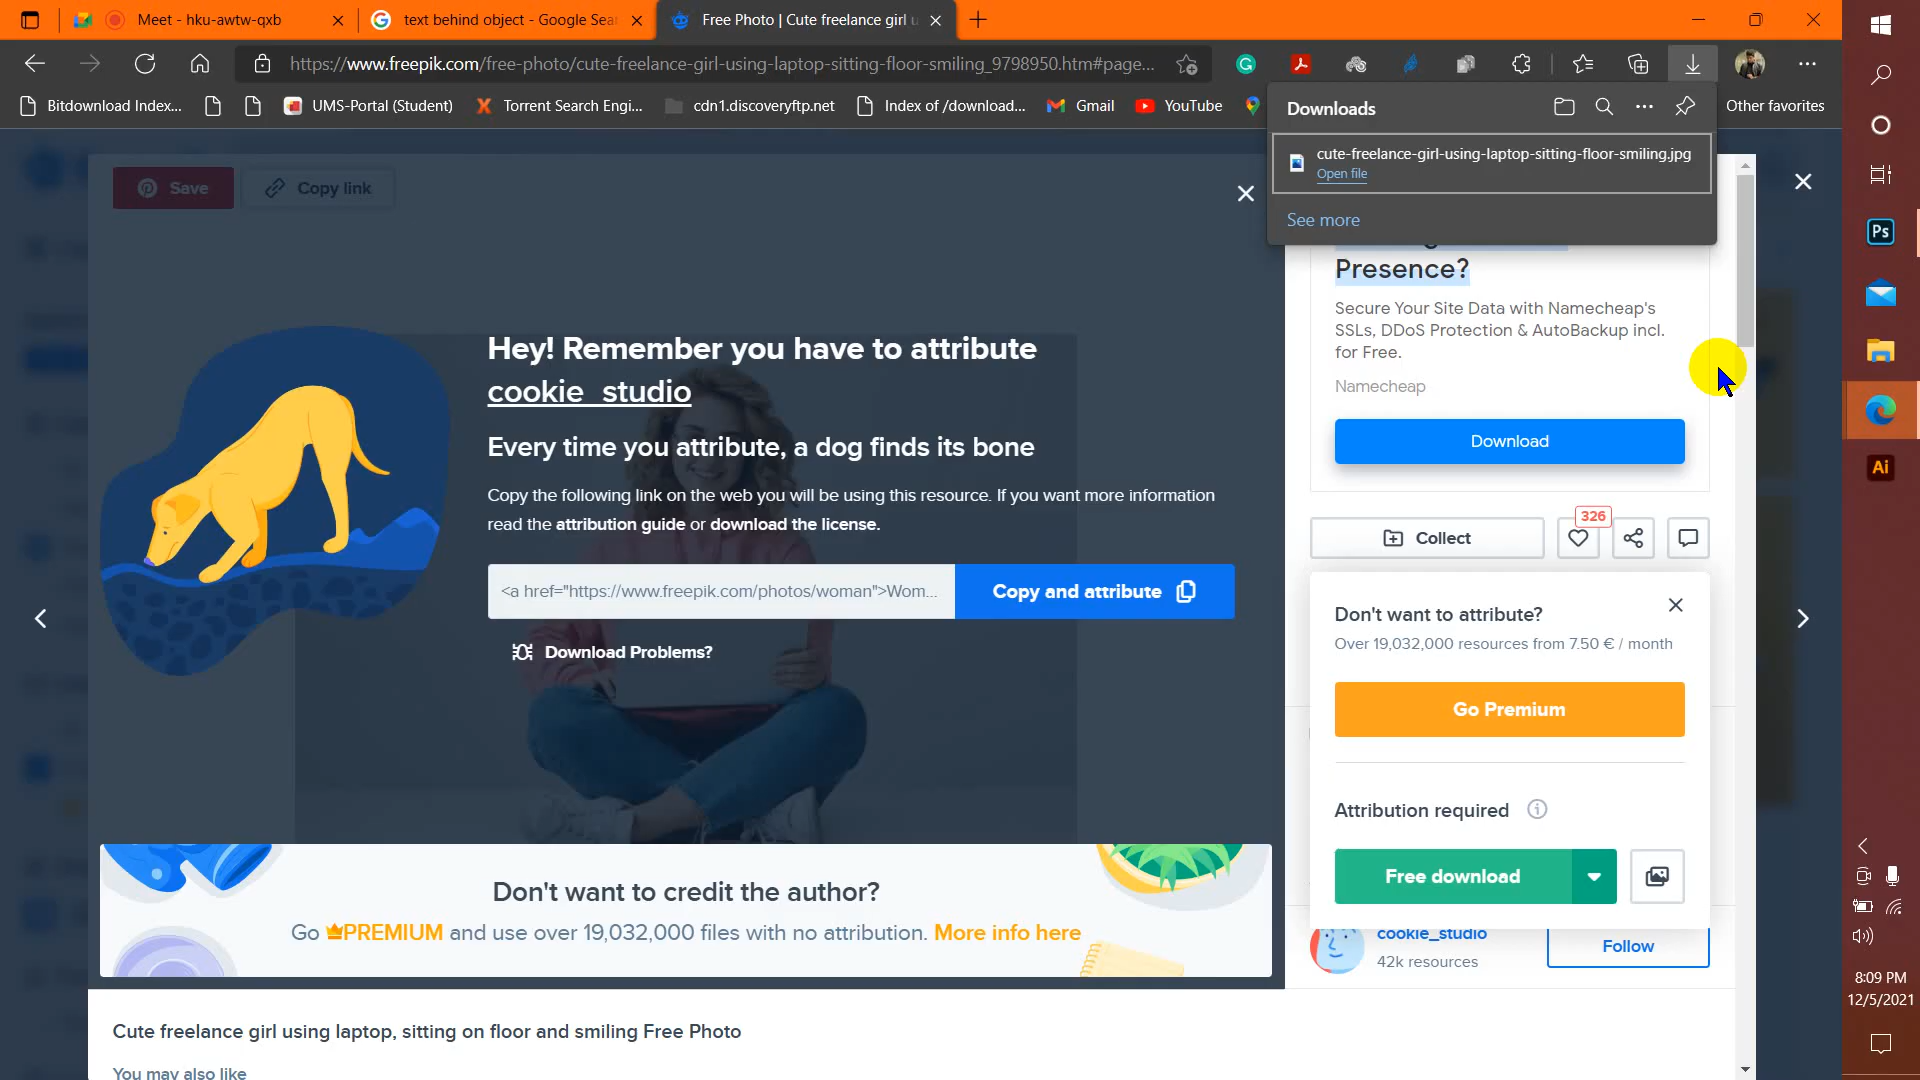 Meet - hku-awtw-qxb
text behind object - Google Sea
Free Photo | Cute freelance girl u
https://www.freepik.com/free-photo/cute-freelance-girl-using-laptop-sitting-floor-smiling_9798950.htm#page...
Bitdownload Index...
UMS-Portal (Student)
Torrent Search Engi...
cdn1.discoveryftp.net
Index of /download...
Gmail
YouTube
Other favorites
Downloads
cute-freelance-girl-using-laptop-sitting-floor-smiling.jpg
Open file
See more
Save
Copy link
Hey! Remember you have to attribute
cookie_studio
Every time you attribute, a dog finds its bone
Copy the following link on the web you will be using this resource. If you want more information
read the attribution guide or download the license.
<a href="https://www.freepik.com/photos/woman">Wom...
Copy and attribute
Download Problems?
Don't want to credit the author?
Go PREMIUM and use over 19,032,000 files with no attribution. More info here
Cute freelance girl using laptop, sitting on floor and smiling Free Photo
You may also like
Presence?
Secure Your Site Data with Namecheap's
SSLs, DDoS Protection & AutoBackup incl.
for Free.
Namecheap
Download
Collect
326
Don't want to attribute?
Over 19,032,000 resources from 7.50 € / month
Go Premium
Attribution required
Free download
cookie_studio
42k resources
Follow
Ps
Ai
8:09 PM
12/5/2021